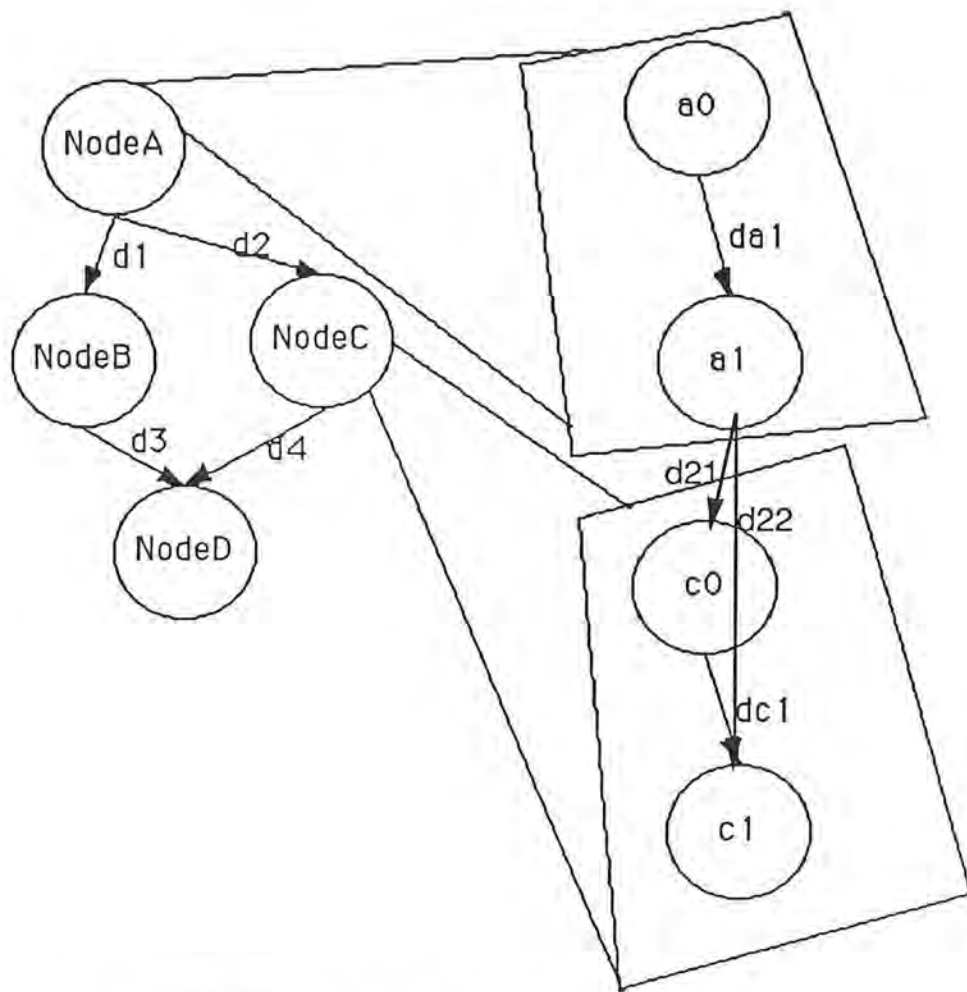 a0
NodeA
da1
d2
d1
NodeC
NodeB
a1
d3
d4
d21
d22
NodeD
c0
dc1
c1